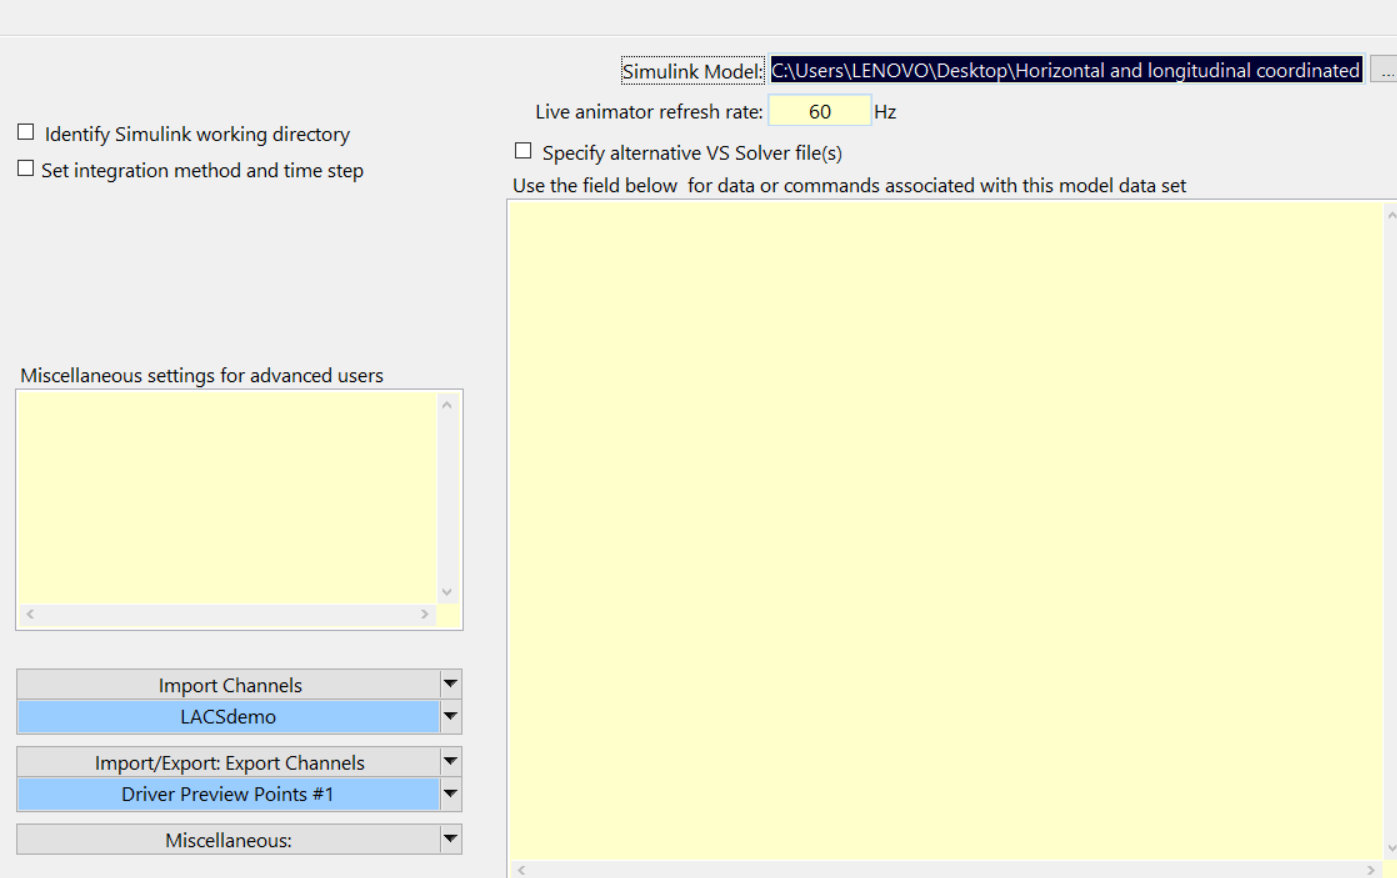 Simulink Model: C:\Users\LENOVO\Desktop\Horizontal and longitudinal coordinated ...
Live animator refresh rate: 60 Hz
Identify Simulink working directory
Specify alternative VS Solver file(s)
Set integration method and time step
Use the field below for data or commands associated with this model data set
Miscellaneous settings for advanced users
Import Channels
LACSdemo
Import/Export: Export Channels
Driver Preview Points #1
Miscellaneous: